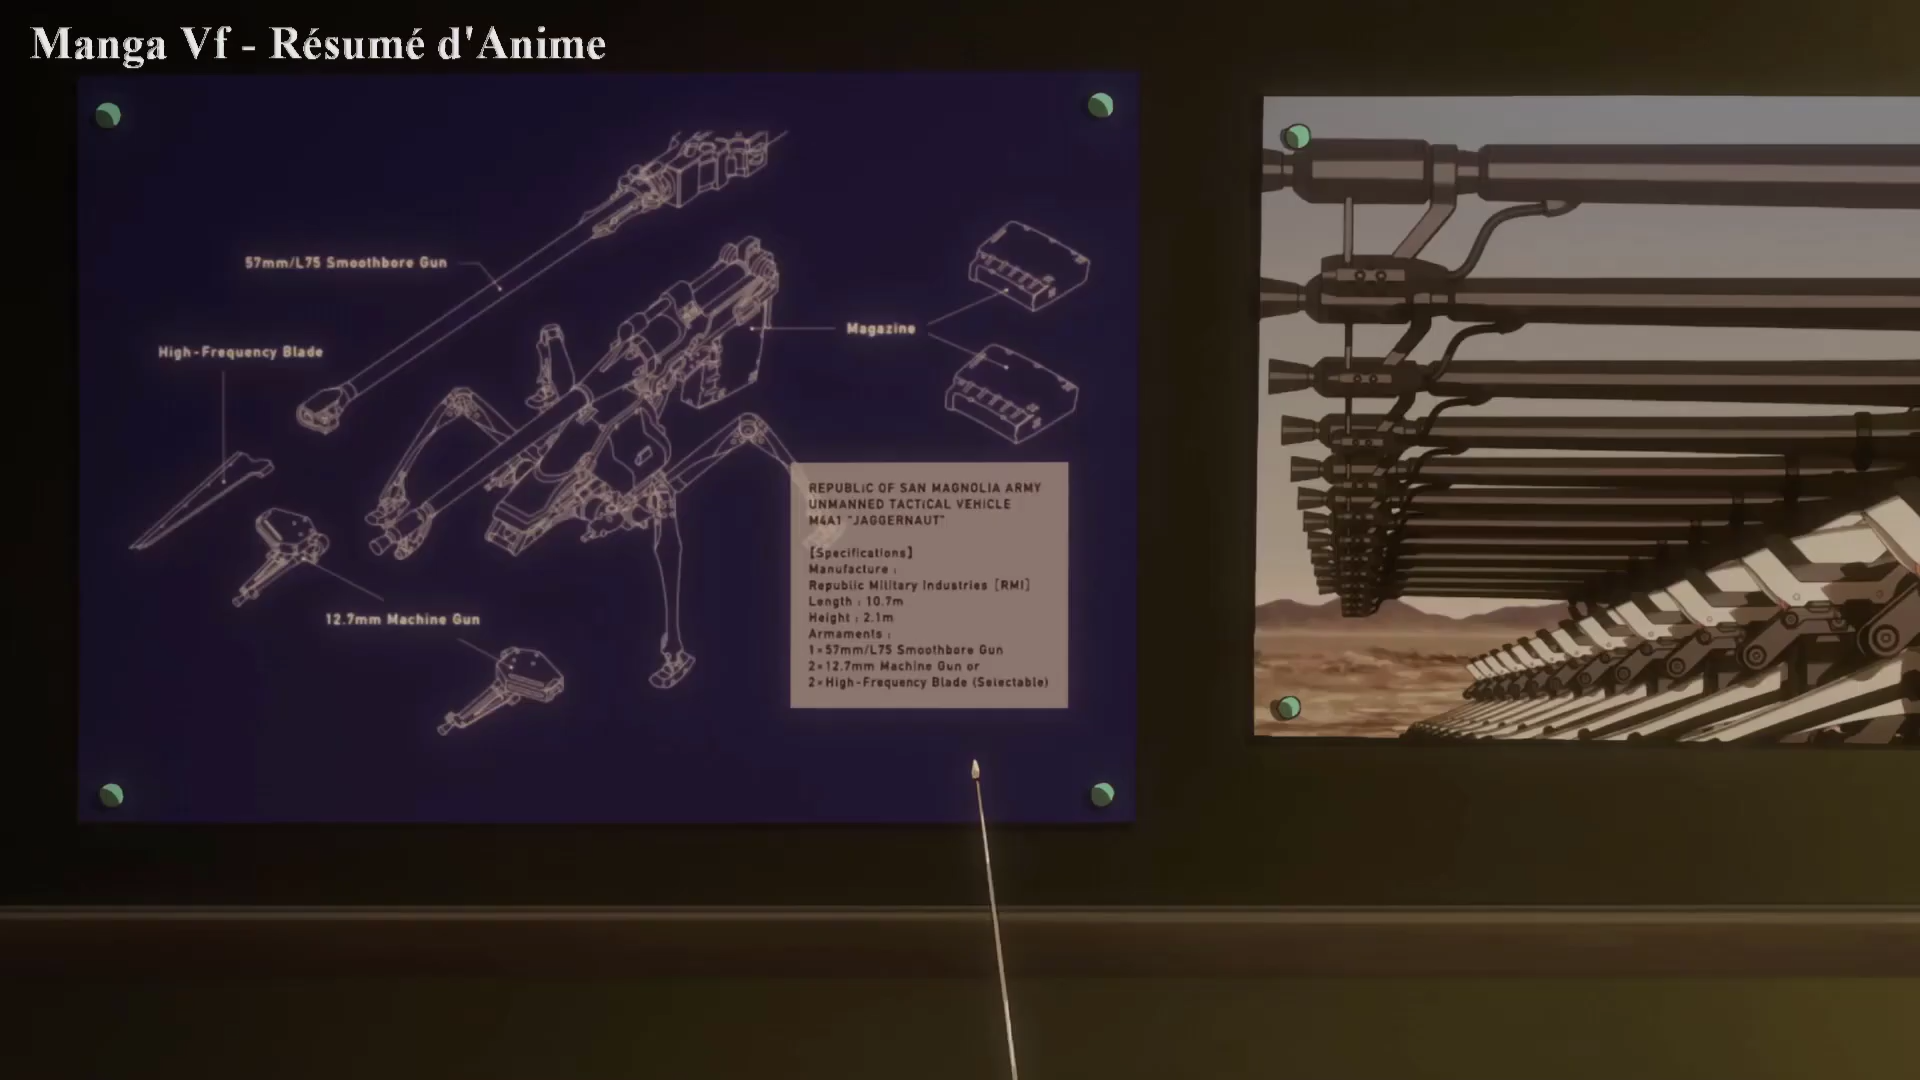 Manga Vf - Résumé d'Anime
57mm/L75 Smoothbore Gun
High-Frequency Blade
Magazine
12.7mm Machine Gun
REPUBLIC OF SAN MAGNOLIA ARMY
UNMANNED TACTICAL VEHICLE
M4A1 "JAGGERNAUT"
[Specifications]
Manufacture :
Republic Military Industries [RMI]
Length : 10.7m
Height : 2.1m
Armaments :
1×57mm/L75 Smoothbore Gun
2×12.7mm Machine Gun or
2×High-Frequency Blade (Selectable)